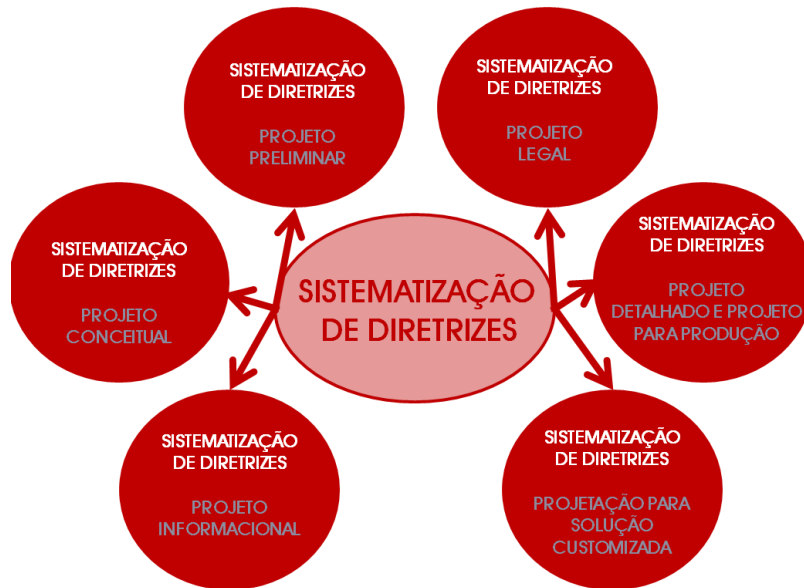 SISTEMATIZAÇÃO
DE DIRETRIZES
PROJETO
PRELIMINAR
SISTEMATIZAÇÃO
DE DIRETRIZES
PROJETO
LEGAL
SISTEMATIZAÇÃO
DE DIRETRIZES
PROJETO
CONCEITUAL
SISTEMATIZAÇÃO
DE DIRETRIZES
SISTEMATIZAÇÃO
DE DIRETRIZES
PROJETO
DETALHADO E PROJETO
PARA PRODUÇÃO
SISTEMATIZAÇÃO
DE DIRETRIZES
PROJETO
INFORMACIONAL
SISTEMATIZAÇÃO
DE DIRETRIZES
PROJETAÇÃO PARA
SOLUÇÃO
CUSTOMIZADA